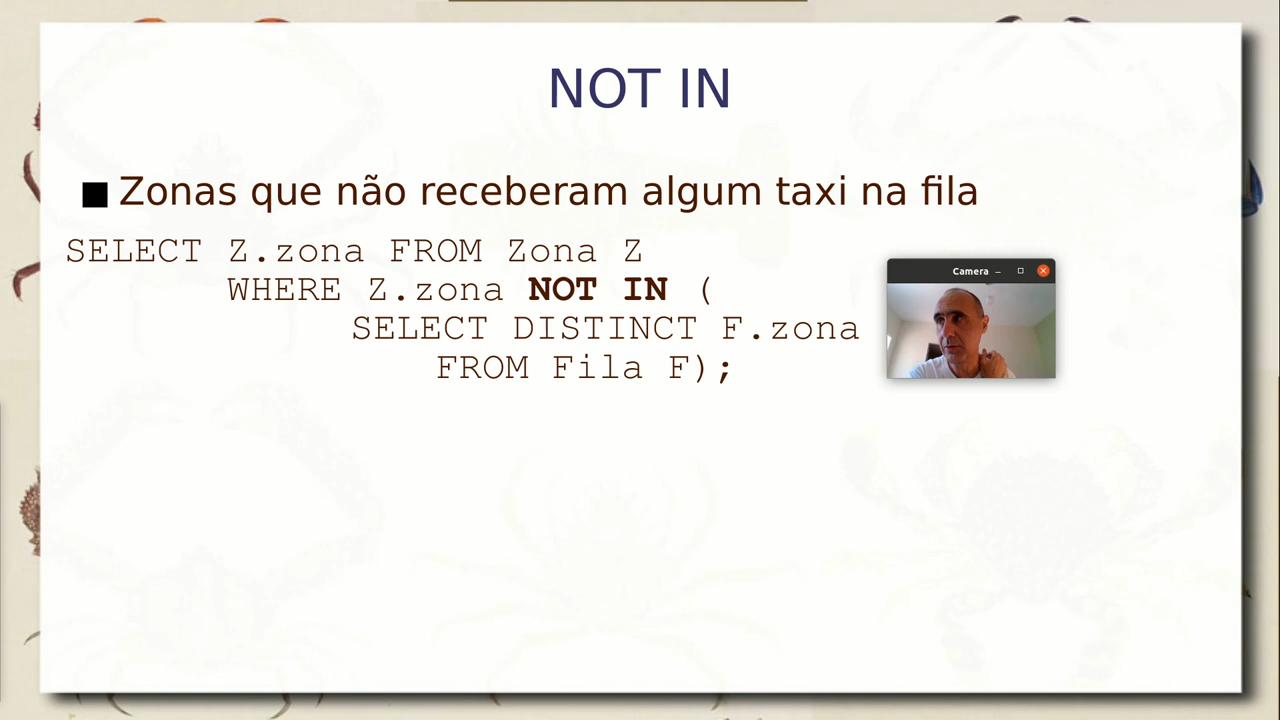 NOT IN
Zonas que não receberam algum taxi na fila
SELECT Z.zona FROM Zona Z
WHERE Z.zona NOT IN (
SELECT DISTINCT F.zona
FROM Fila F);
Camera